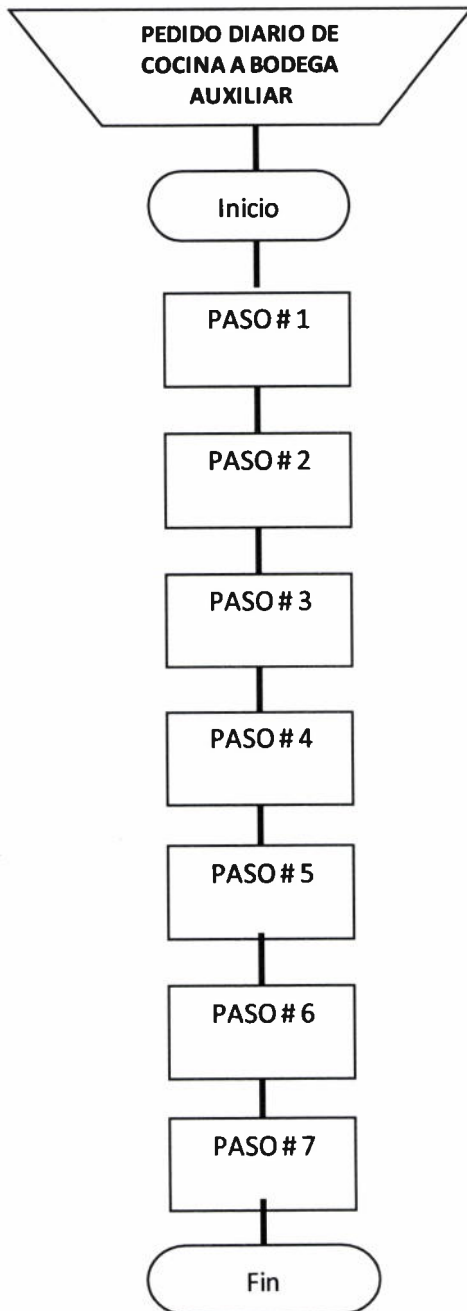 PEDIDO DIARIO DE
COCINA A BODEGA
AUXILIAR
Inicio
PASO # 1
PASO # 2
PASO # 3
PASO # 4
PASO # 5
PASO # 6
PASO # 7
Fin